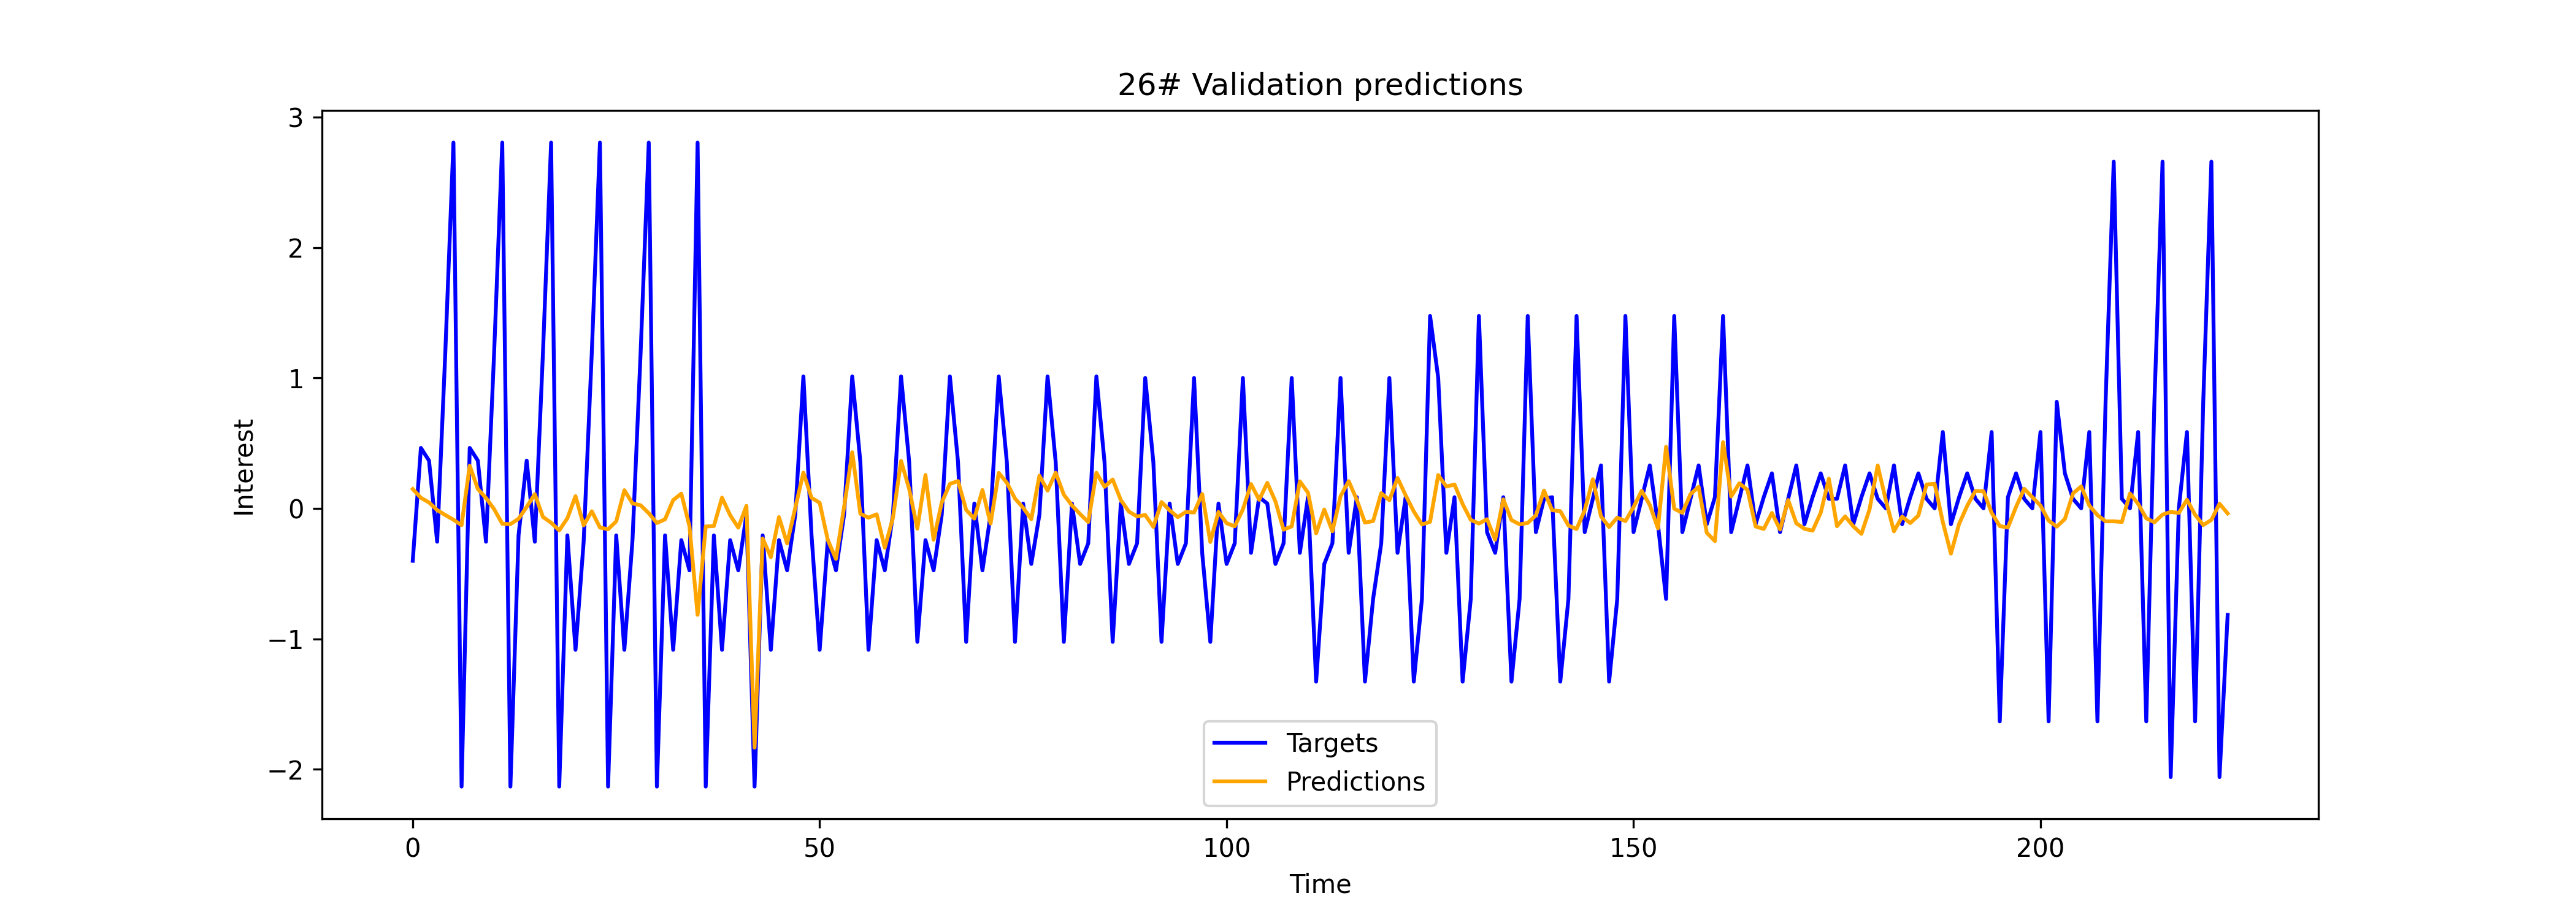 26# Validation predictions
3
2
1
0
−1
−2
Interest
0
50
100
150
200
Time
Targets
Predictions